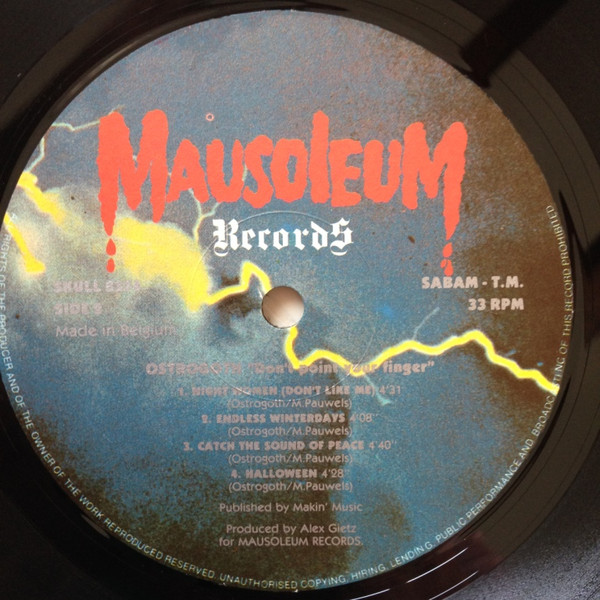 MAUSOLEUM
RecordS
SKULL
SIDE
Made in Belgium
SABAM - T.M.
33 RPM
OSTROGOTH "Don't point your finger"
1. NIGHT WOMEN (DON'T LIKE ME) 4'31
(Ostrogoth/M.Pauwels)
2. ENDLESS WINTERDAYS 4'08"
(Ostrogoth/M.Pauwels)
3. CATCH THE SOUND OF PEACE 4'40"
(Ostrogoth/M.Pauwels)
4. HALLOWEEN 4'28"
(Ostrogoth/M.Pauwels)
Published by Makin' Music
Produced by Alex Gietz
for MAUSOLEUM RECORDS.
OF THE PRODUCER AND OF THE OWNER OF THE WORK REPRODUCED RESERVED. UNAUTHORISED COPYING, HIRING, LENDING, PUBLIC PERFORMANCE AND BROADCASTING OF THIS RECORD PROHIBITED